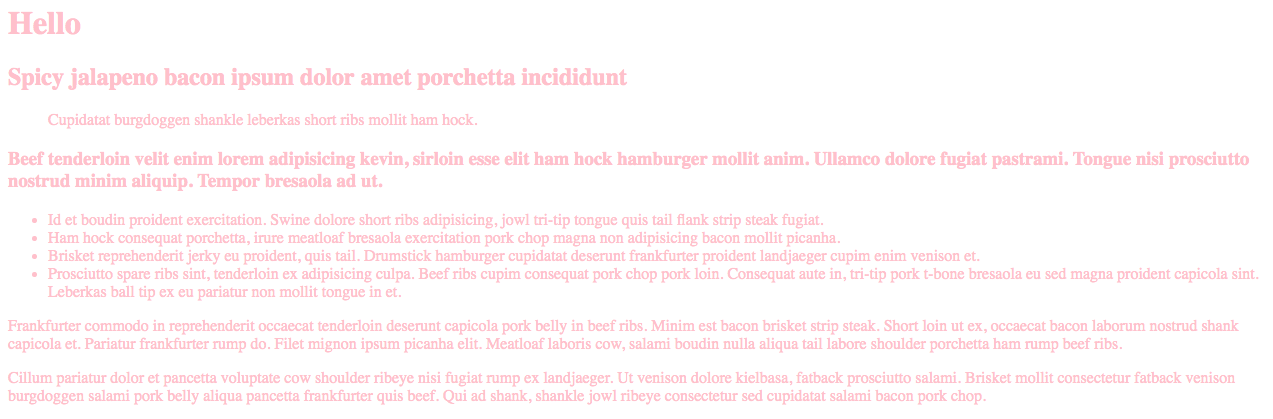 Hello
Spicy jalapeno bacon ipsum dolor amet porchetta incididunt
Cupidatat burgdoggen shankle leberkas short ribs mollit ham hock.
Beef tenderloin velit enim lorem adipisicing kevin, sirloin esse elit ham hock hamburger mollit anim. Ullamco dolore fugiat pastrami. Tongue nisi prosciutto
nostrud minim aliquip. Tempor bresaola ad ut.
• Id et boudin proident exercitation. Swine dolore short ribs adipisicing, jowl tri-tip tongue quis tail flank strip steak fugiat.
• Ham hock consequat porchetta, irure meatloaf bresaola exercitation pork chop magna non adipisicing bacon mollit picanha.
• Brisket reprehenderit jerky eu proident, quis tail. Drumstick hamburger cupidatat deserunt frankfurter proident landjaeger cupim enim venison et.
• Prosciutto spare ribs sint, tenderloin ex adipisicing culpa. Beef ribs cupim consequat pork chop pork loin. Consequat aute in, tri-tip pork t-bone bresaola eu sed magna proident capicola sint.
Leberkas ball tip ex eu pariatur non mollit tongue in et.
Frankfurter commodo in reprehenderit occaecat tenderloin deserunt capicola pork belly in beef ribs. Minim est bacon brisket strip steak. Short loin ut ex, occaecat bacon laborum nostrud shank
capicola et. Pariatur frankfurter rump do. Filet mignon ipsum picanha elit. Meatloaf laboris cow, salami boudin nulla aliqua tail labore shoulder porchetta ham rump beef ribs.
Cillum pariatur dolor et pancetta voluptate cow shoulder ribeye nisi fugiat rump ex landjaeger. Ut venison dolore kielbasa, fatback prosciutto salami. Brisket mollit consectetur fatback venison
burgdoggen salami pork belly aliqua pancetta frankfurter quis beef. Qui ad shank, shankle jowl ribeye consectetur sed cupidatat salami bacon pork chop.